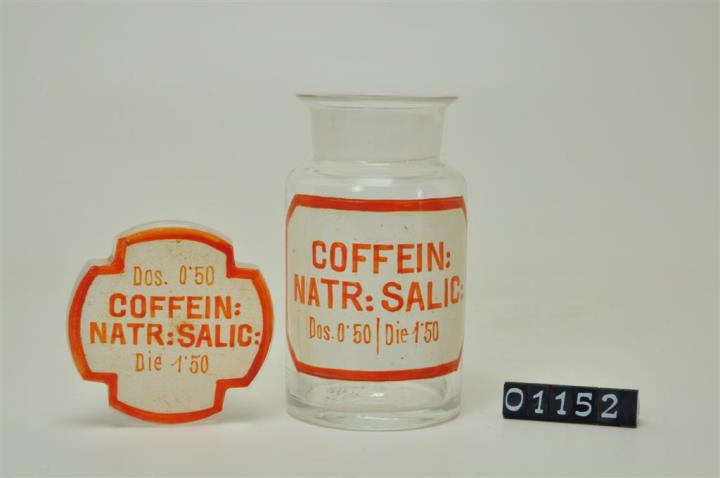 Dos. 0'50
COFFEIN:
NATR: SALIC:
Die 1'50
COFFEIN:
NATR: SALIC:
Dos. 0'50 | Die 1'50
01152